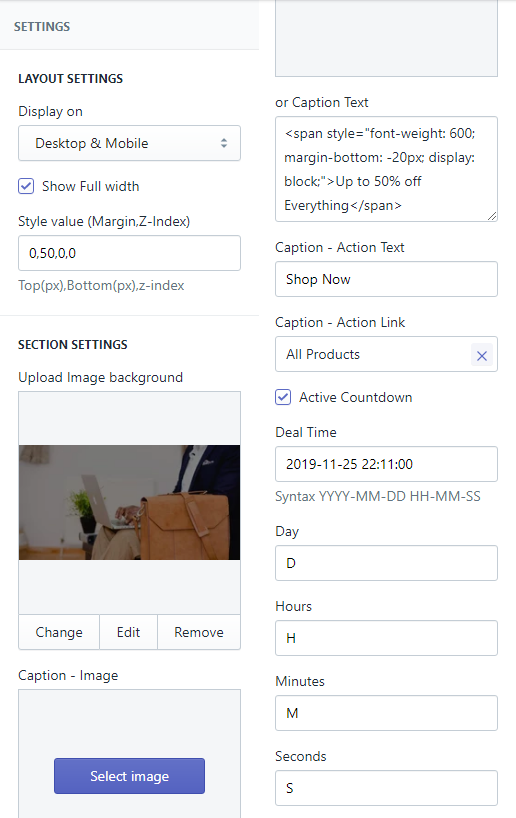 SETTINGS
LAYOUT SETTINGS
Display on
Desktop & Mobile
Show Full width
Style value (Margin,Z-Index)
0,50,0,0
Top(px),Bottom(px),z-index
SECTION SETTINGS
Upload Image background
Change Edit Remove
Caption - Image
Select image
or Caption Text
<span style="font-weight: 600;
margin-bottom: -20px; display:
block;">Up to 50% off
Everything</span>
Caption - Action Text
Shop Now
Caption - Action Link
All Products
Active Countdown
Deal Time
2019-11-25 22:11:00
Syntax YYYY-MM-DD HH-MM-SS
Day
D
Hours
H
Minutes
M
Seconds
S